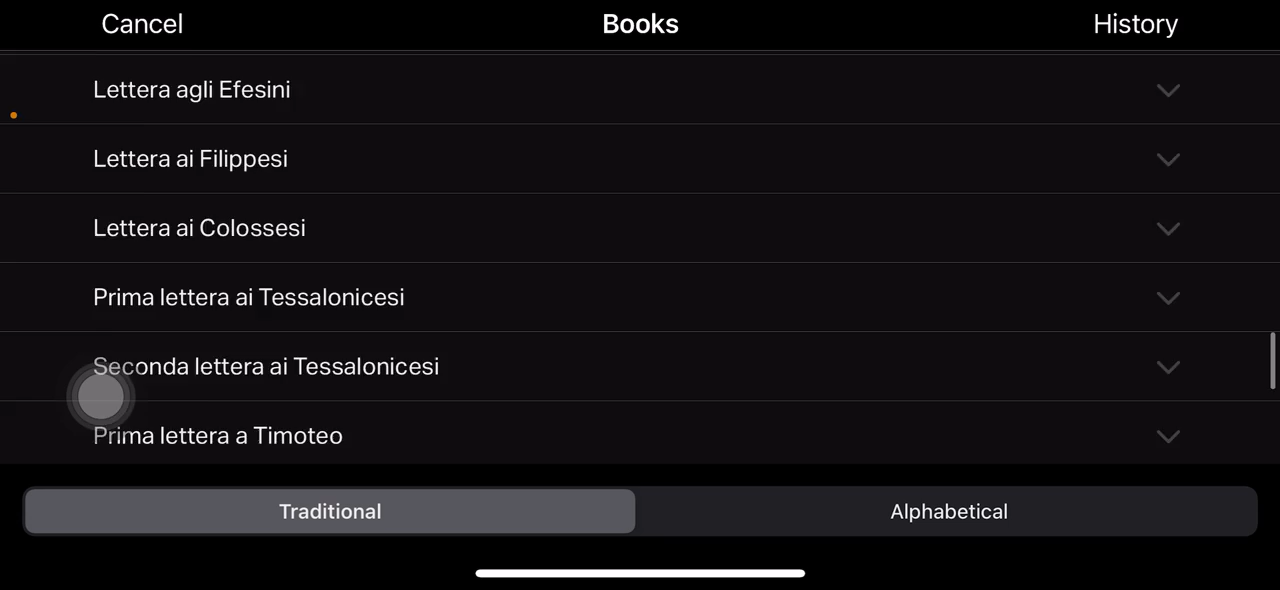 Cancel Books History
Lettera agli Efesini
Lettera ai Filippesi
Lettera ai Colossesi
Prima lettera ai Tessalonicesi
Seconda lettera ai Tessalonicesi
Prima lettera a Timoteo
Traditional Alphabetical